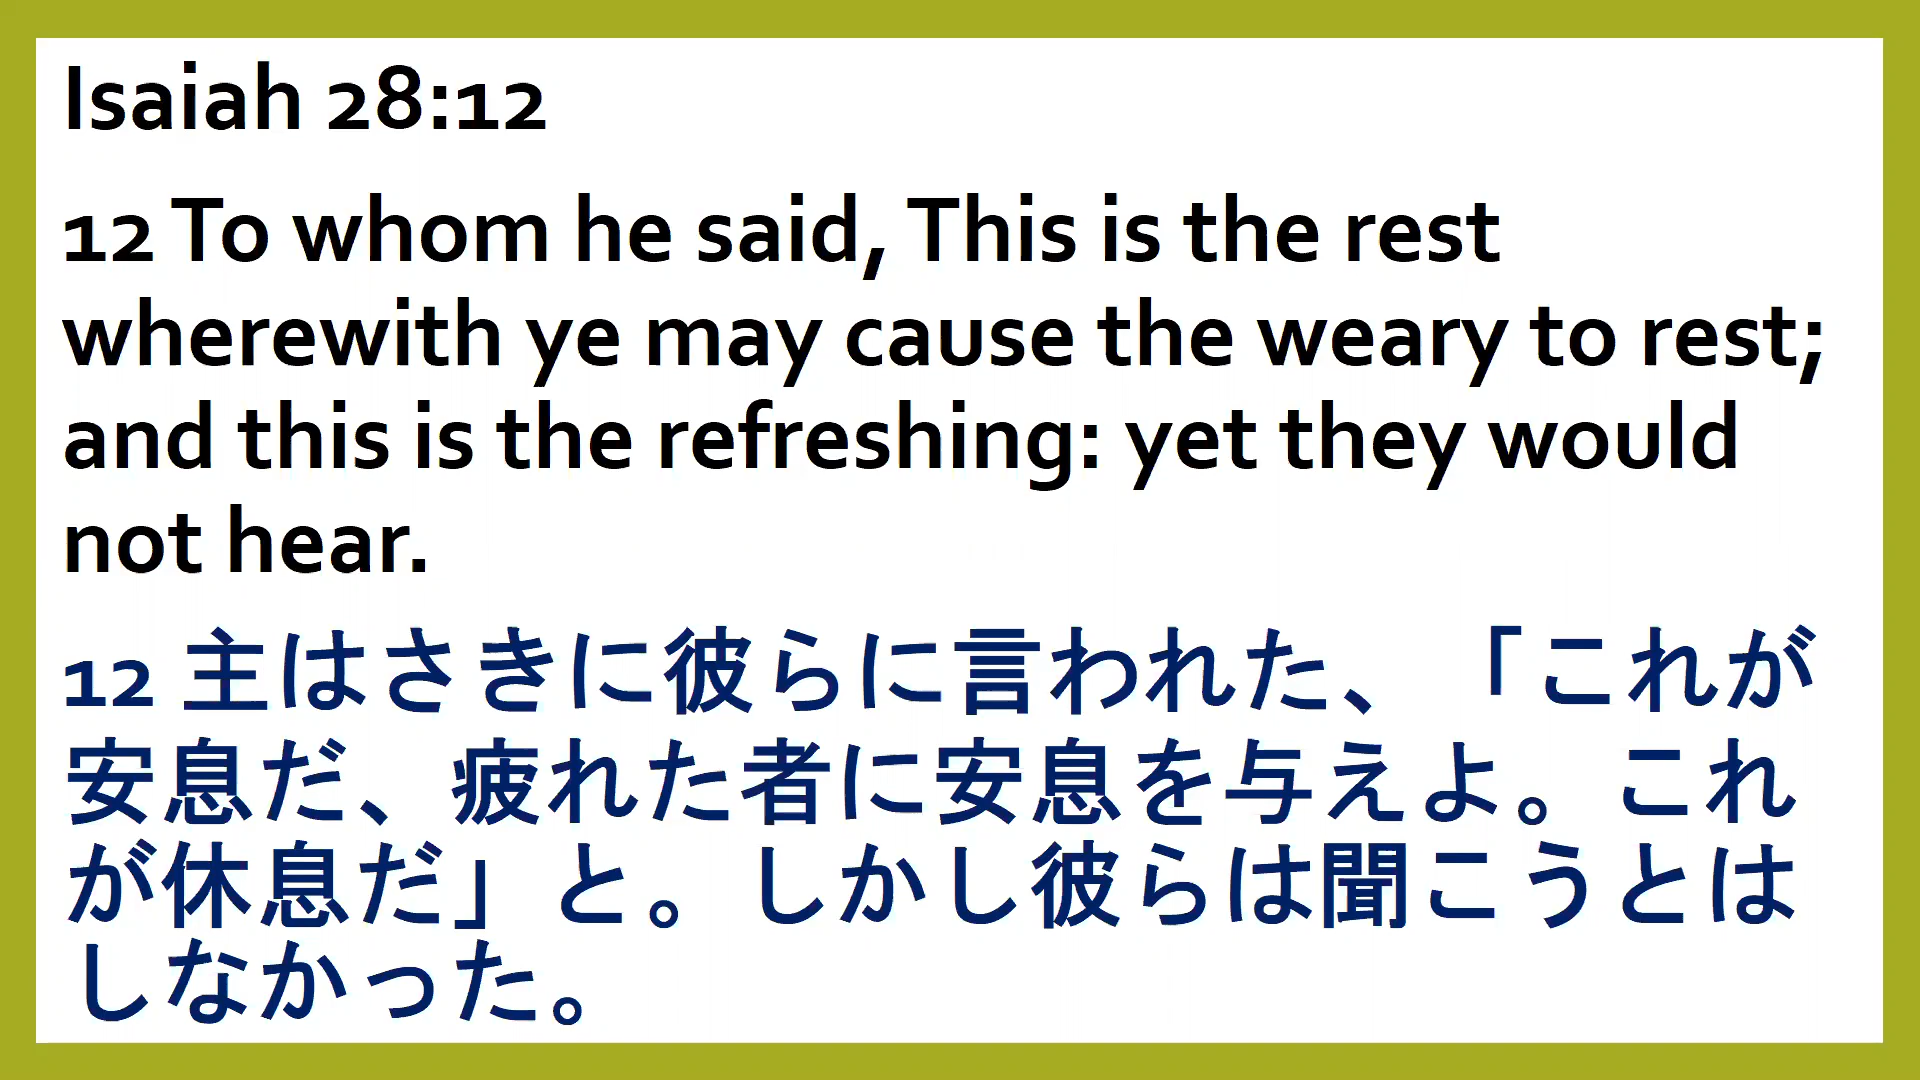 Isaiah 28:12
12 To whom he said, This is the rest
wherewith ye may cause the weary to rest;
and this is the refreshing: yet they would
not hear.
12 主はさきに彼らに言われた、「これが
安息だ、疲れた者に安息を与えよ。これ
が休息だ」と。しかし彼らは聞こうとは
しなかった。